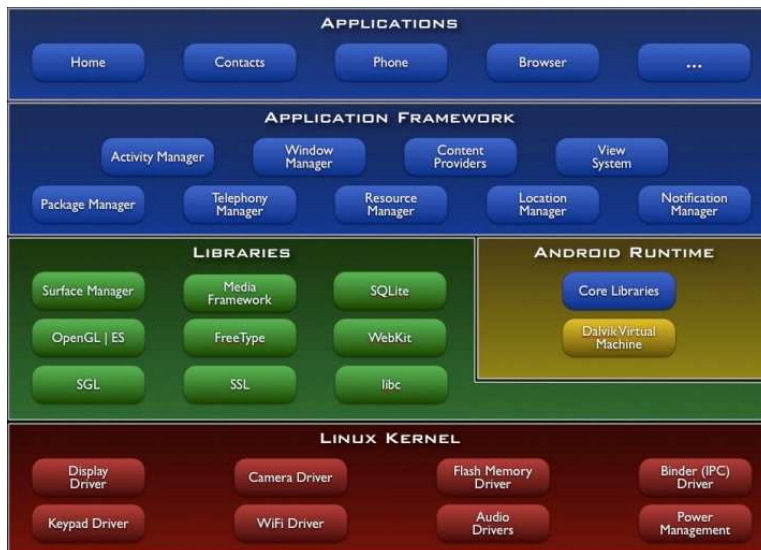 APPLICATIONS
Home Contacts Phone Browser ...
APPLICATION FRAMEWORK
Activity Manager Window Manager Content Providers View System
Package Manager Telephony Manager Resource Manager Location Manager Notification Manager
LIBRARIES
Surface Manager Media Framework SQLite
OpenGL | ES FreeType WebKit
SGL SSL libc
ANDROID RUNTIME
Core Libraries
Dalvik Virtual Machine
LINUX KERNEL
Display Driver Camera Driver Flash Memory Driver Binder (IPC) Driver
Keypad Driver WiFi Driver Audio Drivers Power Management